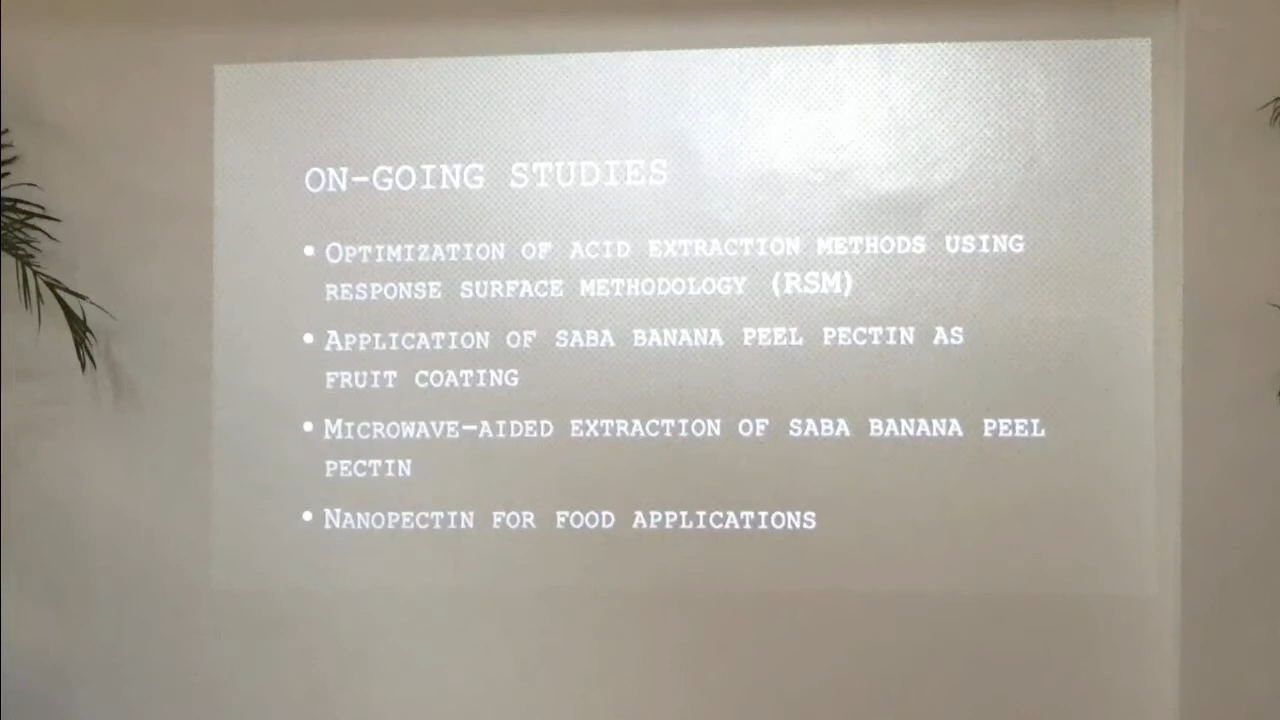 ON-GOING STUDIES
• OPTIMIZATION OF ACID EXTRACTION METHODS USING
RESPONSE SURFACE METHODOLOGY (RSM)
• APPLICATION OF SABA BANANA PEEL PECTIN AS
FRUIT COATING
• MICROWAVE-AIDED EXTRACTION OF SABA BANANA PEEL
PECTIN
• NANOPECTIN FOR FOOD APPLICATIONS